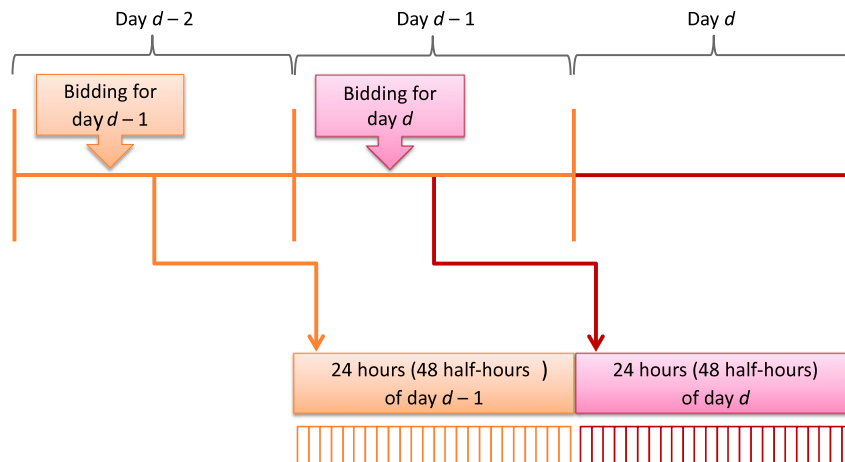 Day d – 2
Day d – 1
Day d
Bidding for
day d – 1
Bidding for
day d
24 hours (48 half-hours )
of day d – 1
24 hours (48 half-hours)
of day d